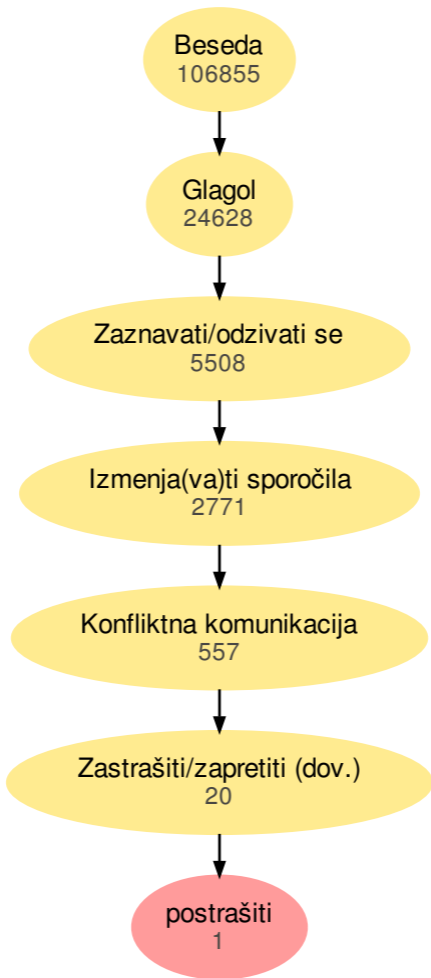 Beseda
106855
Glagol
24628
Zaznavati/odzivati se
5508
Izmenja(va)ti sporočila
2771
Konfliktna komunikacija
557
Zastrašiti/zapretiti (dov.)
20
postrašiti
1